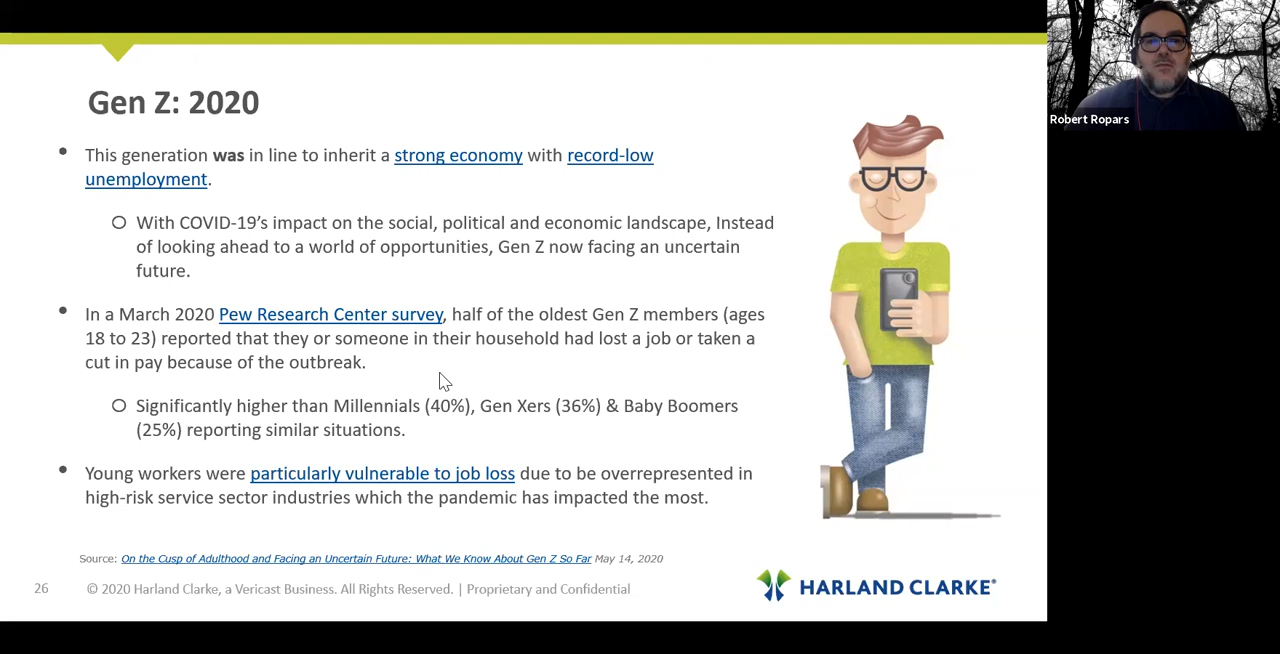 Gen Z: 2020
• This generation was in line to inherit a strong economy with record-low
unemployment.
○ With COVID-19’s impact on the social, political and economic landscape, Instead
of looking ahead to a world of opportunities, Gen Z now facing an uncertain
future.
• In a March 2020 Pew Research Center survey, half of the oldest Gen Z members (ages
18 to 23) reported that they or someone in their household had lost a job or taken a
cut in pay because of the outbreak.
○ Significantly higher than Millennials (40%), Gen Xers (36%) & Baby Boomers
(25%) reporting similar situations.
• Young workers were particularly vulnerable to job loss due to be overrepresented in
high-risk service sector industries which the pandemic has impacted the most.
Source: On the Cusp of Adulthood and Facing an Uncertain Future: What We Know About Gen Z So Far May 14, 2020
26 © 2020 Harland Clarke, a Vericast Business. All Rights Reserved. | Proprietary and Confidential
HARLAND CLARKE®
Robert Ropars